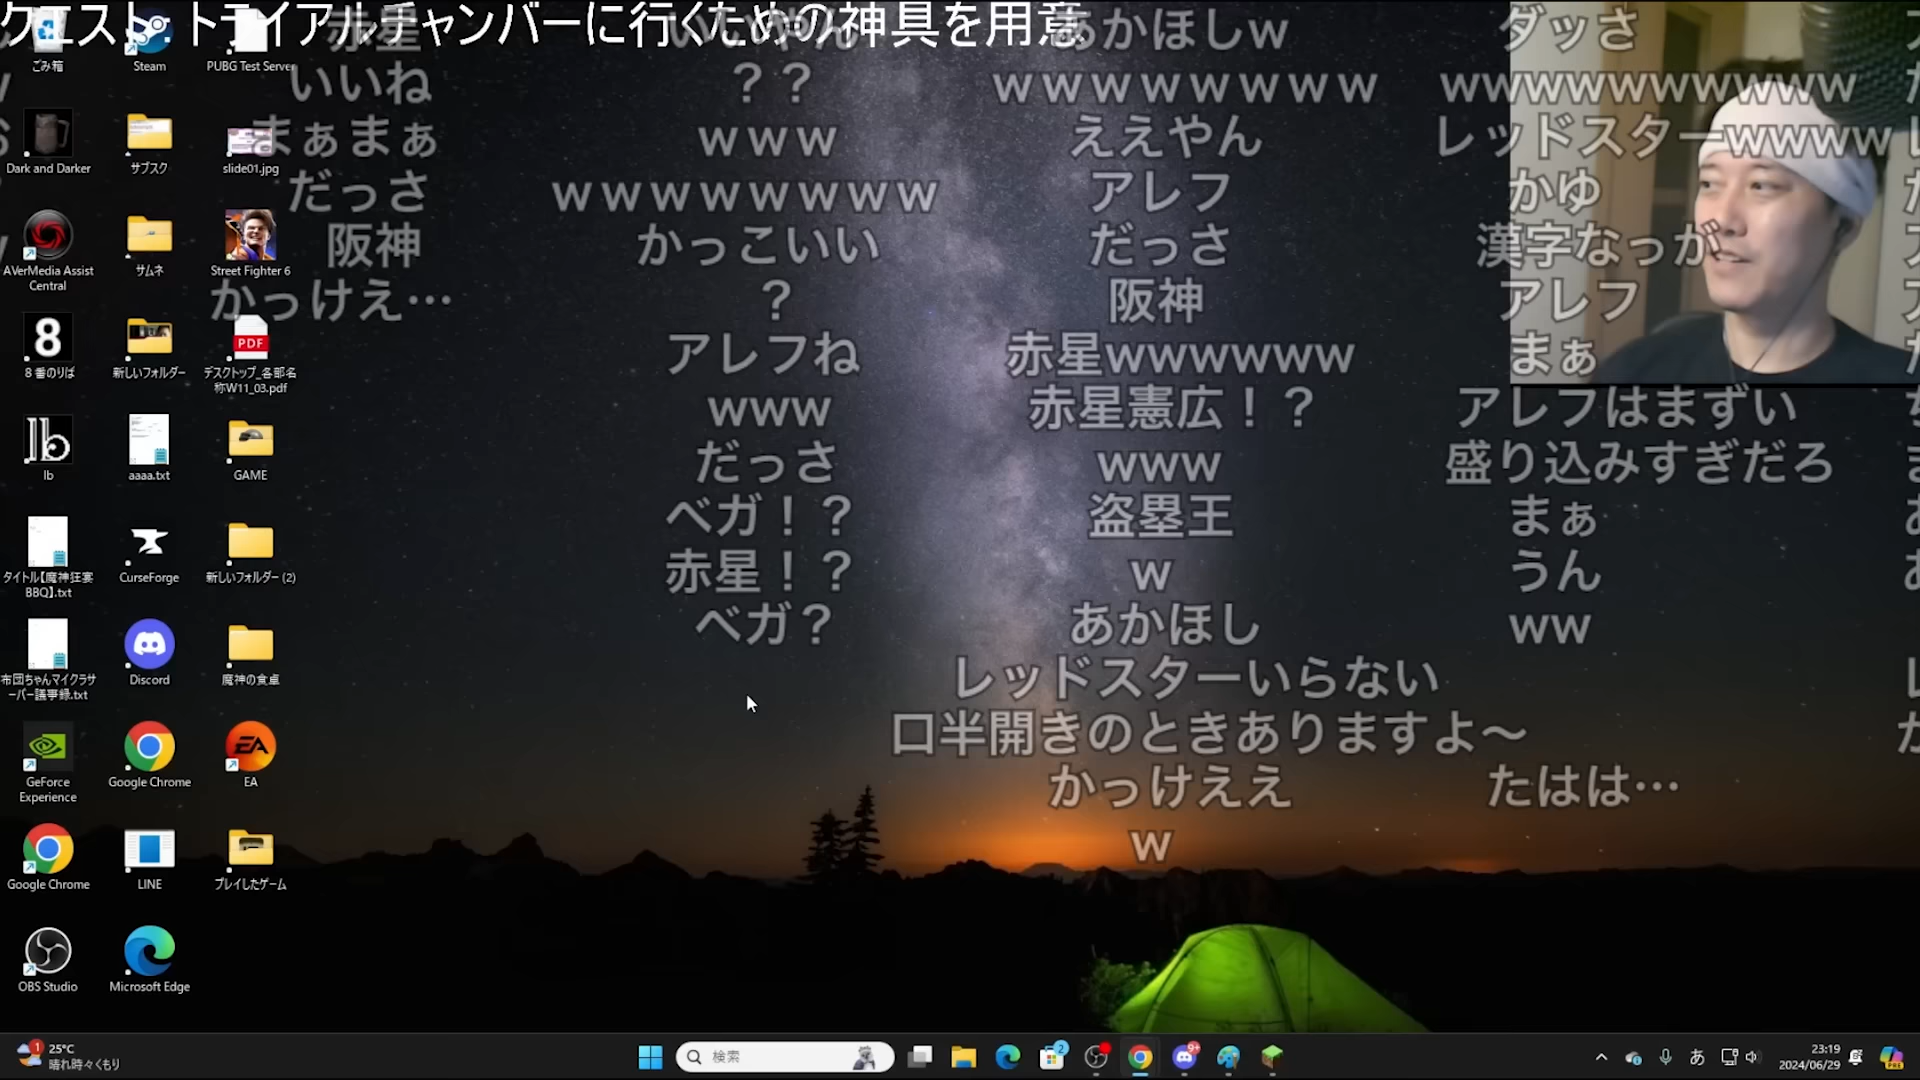 クエスト：トライアルチャンバーに行くための神具を用意
ごみ箱
Steam
PUBG Test Server
Dark and Darker
サブスク
slide01.jpg
AVerMedia Assist
Central
サムネ
Street Fighter 6
８番のりば
新しいフォルダー
PDF
デスクトップ_各部名
称W11_03.pdf
lb
lb
aaaa.txt
GAME
タイトル【魔神狂宴
BBQ】.txt
CurseForge
新しいフォルダー (2)
布団ちゃんマイクラサ
ーバー議事録.txt
Discord
魔神の食卓
GeForce
Experience
Google Chrome
EA
EA
Google Chrome
LINE
プレイしたゲーム
OBS Studio
Microsoft Edge
赤星
いいね
まぁまぁ
だっさ
阪神
かっけえ…
？？
ｗｗｗ
ｗｗｗｗｗｗｗｗ
かっこいい
？
アレフね
www
だっさ
ベガ！？
赤星！？
ベガ？
あかほしw
ｗｗｗｗｗｗｗｗ
ええやん
アレフ
だっさ
阪神
赤星wwwwww
赤星憲広！？
www
盗塁王
w
あかほし
レッドスターいらない
口半開きのときありますよ～
かっけええ
w
ダッさ
wwwwwwwwww
レッドスターwwww
かゆ
漢字なっが
アレフ
まぁ
アレフはまずい
盛り込みすぎだろ
まぁ
うん
ww
たはは…
1
25°C
晴れ時々くもり
検索
2
9+
あ
23:19
2024/06/29
PRE